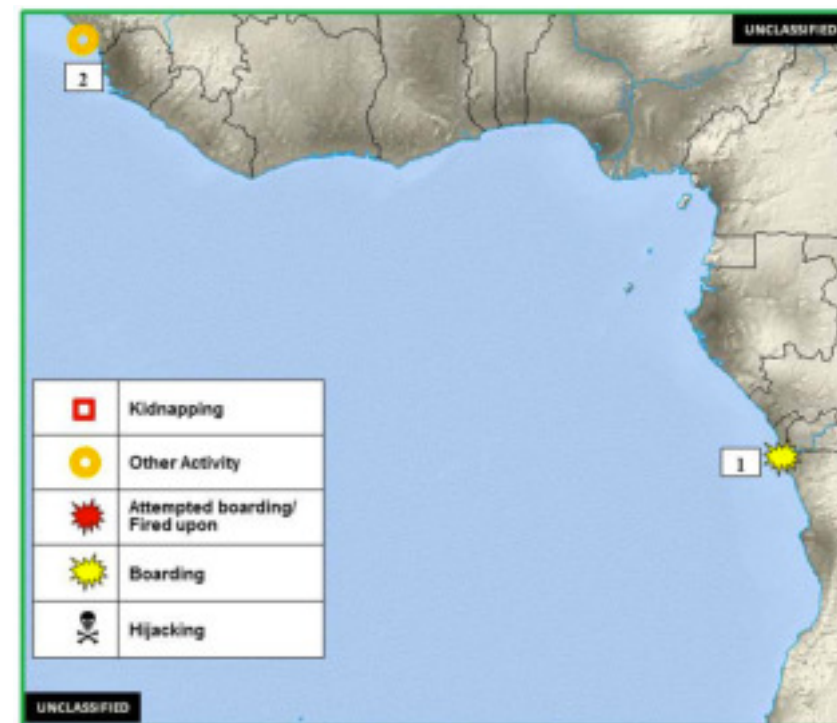 UNCLASSIFIED
2
Kidnapping
Other Activity
1
Attempted boarding/
Fired upon
Boarding
Hijacking
UNCLASSIFIED